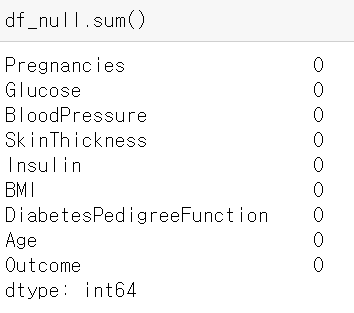 df_null.sum()
Pregnancies 0
Glucose 0
BloodPressure 0
SkinThickness 0
Insulin 0
BMI 0
DiabetesPedigreeFunction 0
Age 0
Outcome 0
dtype: int64